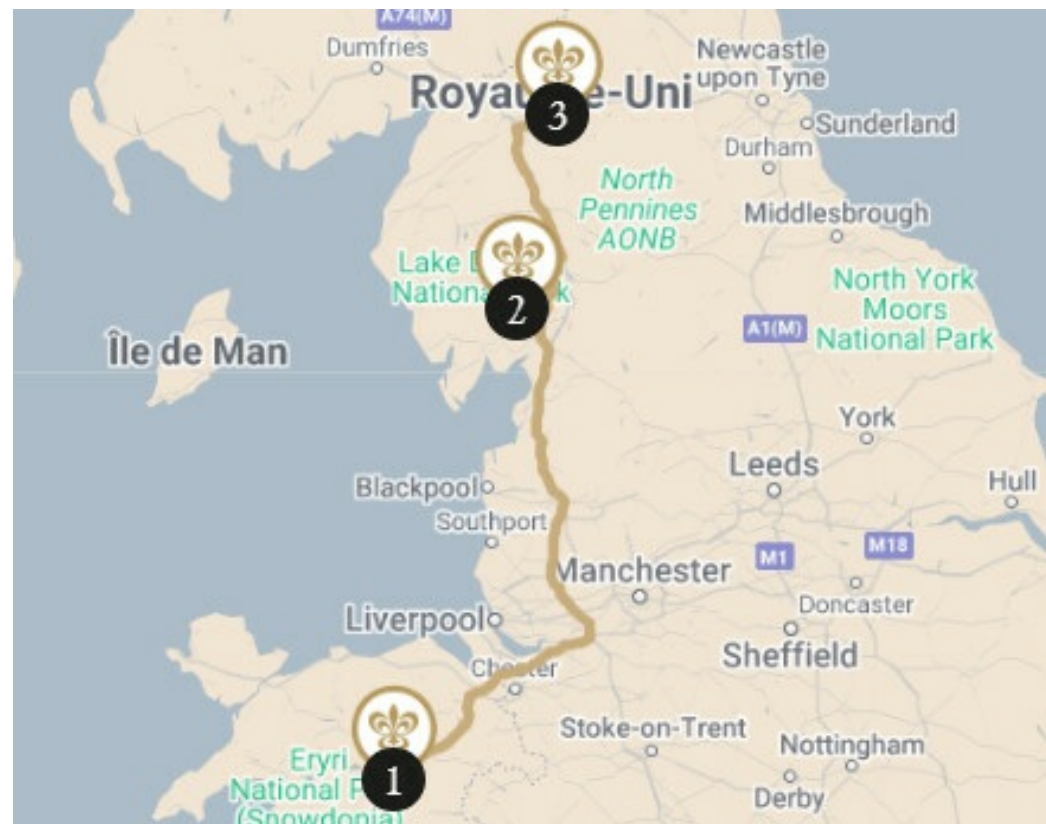 A74(M)
Dumfries
Newcastle
upon Tyne
3
Sunderland
Durham
North
Pennines
AONB
Middlesbrough
Lake
2
North York
Moors
National Park
A1(M)
Île de Man
York
Leeds
Hull
Blackpool
Southport
M1
M18
Manchester
Doncaster
Liverpool
Sheffield
Stoke-on-Trent
Nottingham
Derby
Eryri
National
(Snowdonia)
1